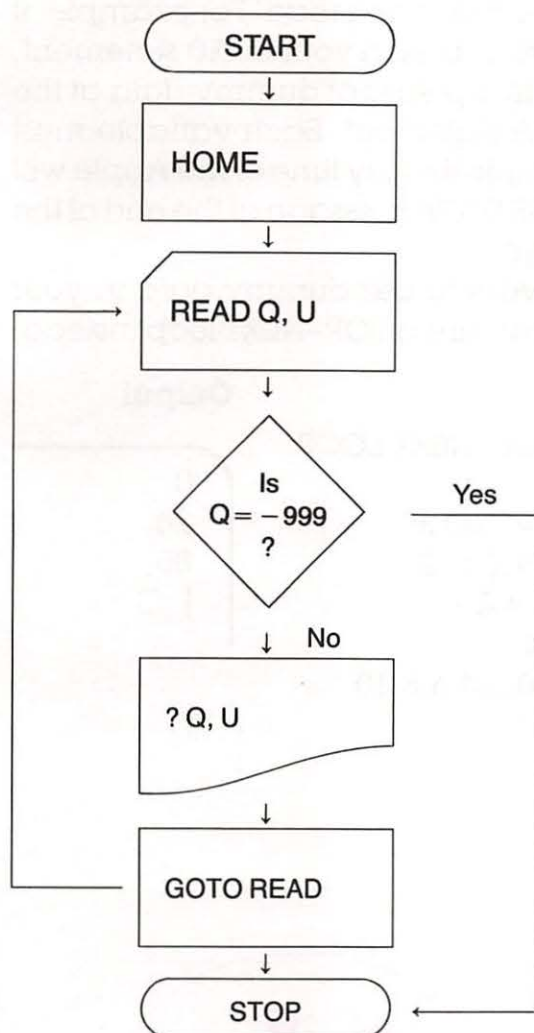 START
HOME
READ Q, U
Is
Q = −999
?
Yes
No
? Q, U
GOTO READ
STOP